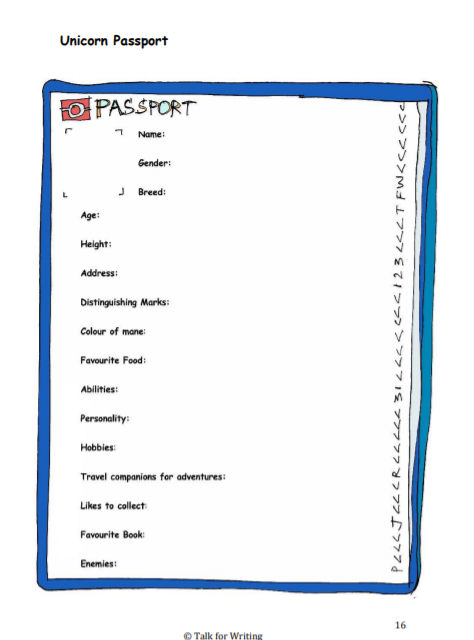 Unicorn Passport
PASSPORT
Name:
Gender:
Breed:
Age:
Height:
Address:
Distinguishing Marks:
Colour of mane:
Favourite Food:
Abilities:
Personality:
Hobbies:
Travel companions for adventures:
Likes to collect:
Favourite Book:
Enemies:
P<<<J<<<R<<<<<31<<<<<<<<123<<<TFW<<<<<<
16
© Talk for Writing